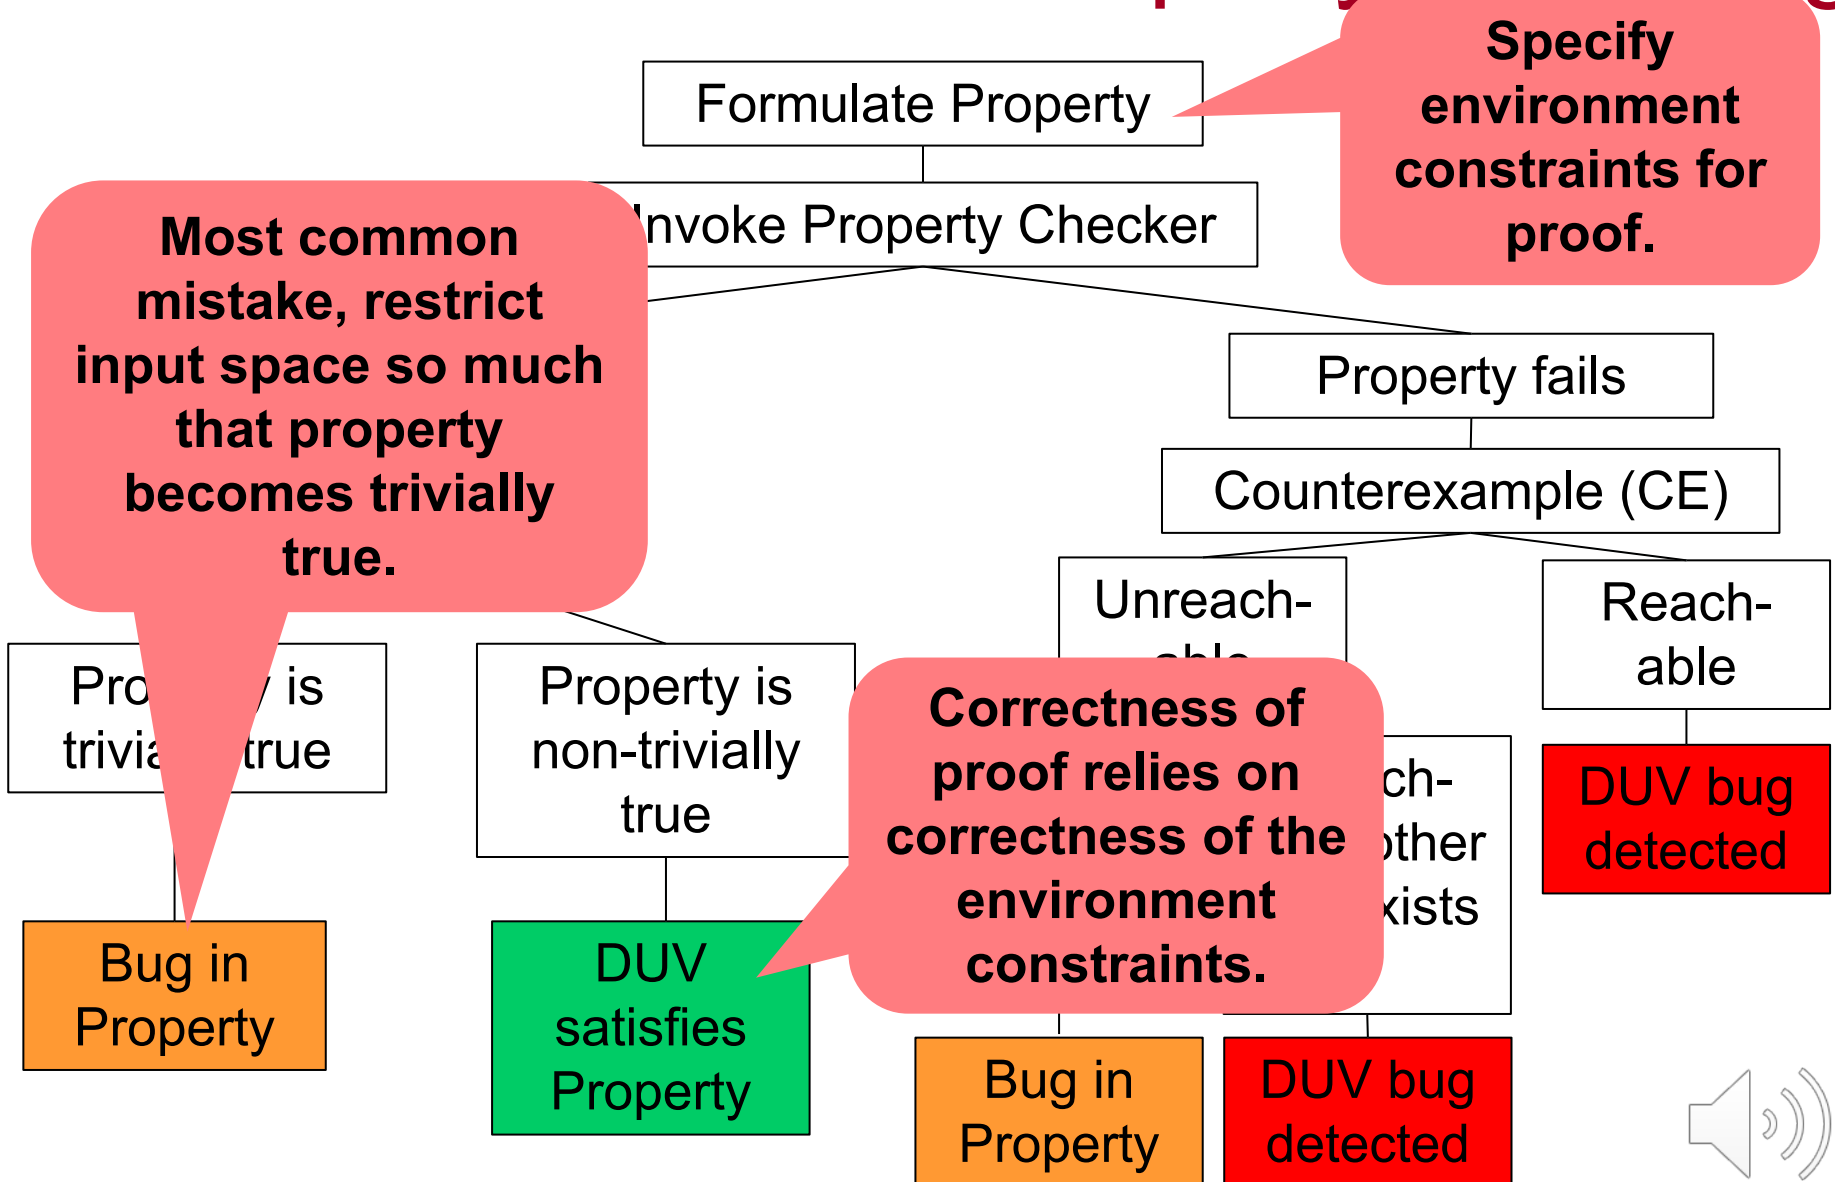 Specify
environment
constraints for
proof.
Formulate Property
Invoke Property Checker
Most common
mistake, restrict
input space so much
that property
becomes trivially
true.
Property fails
Counterexample (CE)
Unreach-
able
Reach-
able
Property is
non-trivially
true
is
true
Correctness of
proof relies on
correctness of the
environment
constraints.
DUV bug
detected
Bug in
Property
DUV
satisfies
Property
Bug in
Property
DUV bug
detected